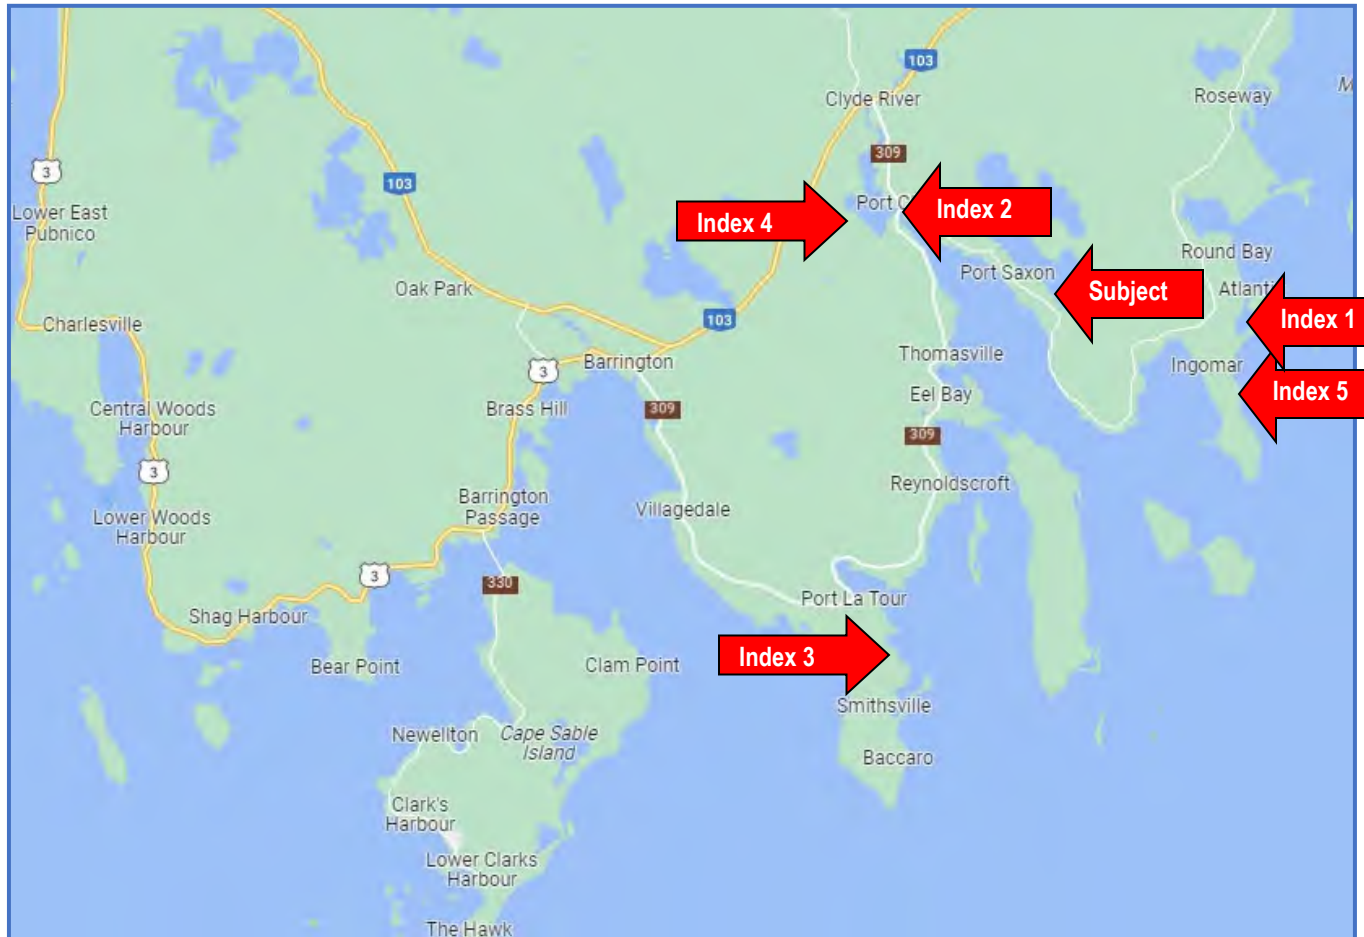 103
Clyde River
Roseway
309
3
103
Lower East
Pubnico
Index 4
Port C
Index 2
Round Bay
Port Saxon
Oak Park
Subject
Atlanti
Index 1
Charlesville
103
Barrington
Thomasville
Ingomar
3
Index 5
Eel Bay
Central Woods
Harbour
Brass Hill
309
309
3
Reynoldscroft
Barrington
Passage
Villagedale
Lower Woods
Harbour
3
330
Port La Tour
Shag Harbour
Index 3
Bear Point
Clam Point
Smithsville
Newellton
Cape Sable
Island
Baccaro
Clark's
Harbour
Lower Clarks
Harbour
The Hawk